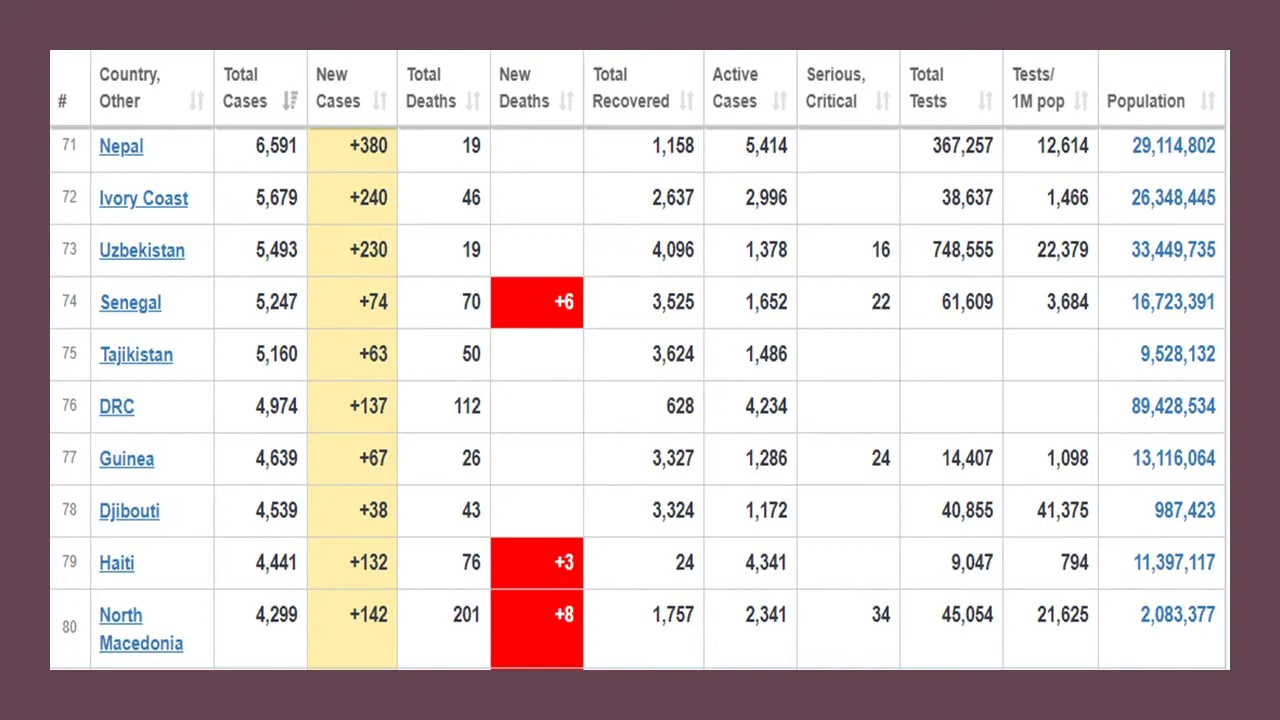 # Country, Other Total Cases New Cases Total Deaths New Deaths Total Recovered Active Cases Serious, Critical Total Tests Tests/ 1M pop Population
71 Nepal 6,591 +380 19 1,158 5,414 367,257 12,614 29,114,802
72 Ivory Coast 5,679 +240 46 2,637 2,996 38,637 1,466 26,348,445
73 Uzbekistan 5,493 +230 19 4,096 1,378 16 748,555 22,379 33,449,735
74 Senegal 5,247 +74 70 +6 3,525 1,652 22 61,609 3,684 16,723,391
75 Tajikistan 5,160 +63 50 3,624 1,486 9,528,132
76 DRC 4,974 +137 112 628 4,234 89,428,534
77 Guinea 4,639 +67 26 3,327 1,286 24 14,407 1,098 13,116,064
78 Djibouti 4,539 +38 43 3,324 1,172 40,855 41,375 987,423
79 Haiti 4,441 +132 76 +3 24 4,341 9,047 794 11,397,117
80 North Macedonia 4,299 +142 201 +8 1,757 2,341 34 45,054 21,625 2,083,377